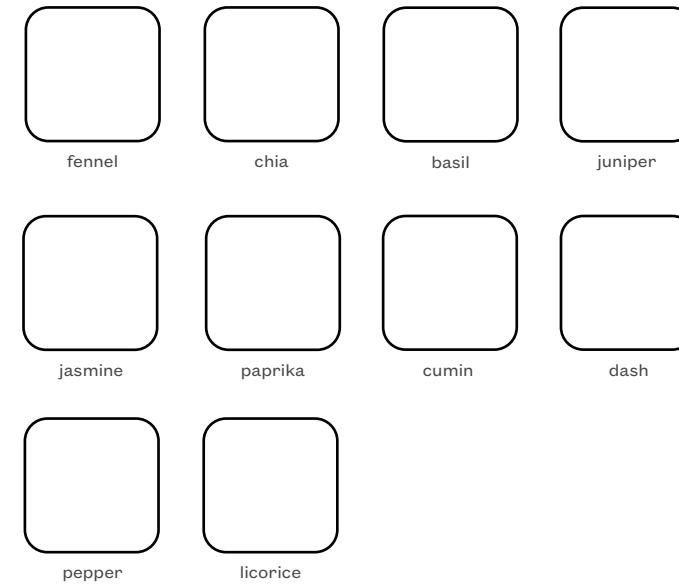 fennel
chia
basil
juniper
jasmine
paprika
cumin
dash
pepper
licorice